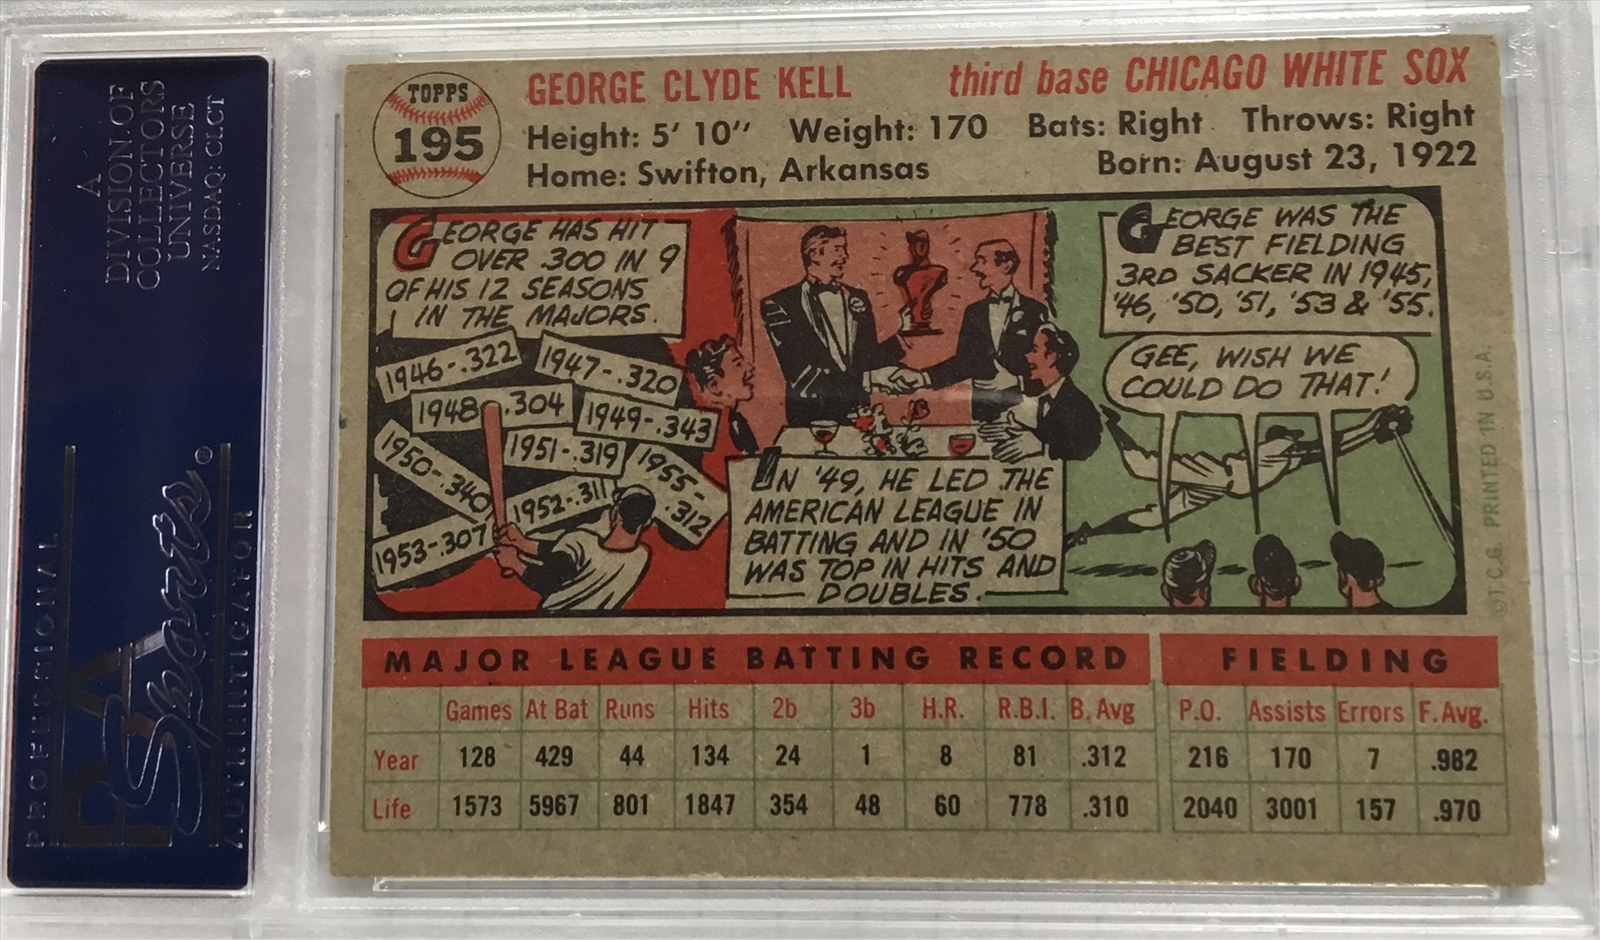 A
DIVISION OF
COLLECTORS
UNIVERSE
NASDAQ: CLCT
PROFESSIONAL
PSA
Sports®
AUTHENTICATOR
TOPPS
195
GEORGE CLYDE KELL third base CHICAGO WHITE SOX
Height: 5' 10" Weight: 170 Bats: Right Throws: Right
Home: Swifton, Arkansas Born: August 23, 1922
GEORGE HAS HIT
OVER .300 IN 9
OF HIS 12 SEASONS
IN THE MAJORS.
1946-.322
1947-.320
1948-.304
1949-.343
1950-.340
1951-.319
1952-.311
1953-.307
1955-.312
IN '49, HE LED THE
AMERICAN LEAGUE IN
BATTING AND IN '50
WAS TOP IN HITS AND
DOUBLES.
GEORGE WAS THE
BEST FIELDING
3RD SACKER IN 1945,
'46, '50, '51, '53 & '55.
GEE, WISH WE
COULD DO THAT!
©T.C.G. PRINTED IN U.S.A.
MAJOR LEAGUE BATTING RECORD FIELDING
Games At Bat Runs Hits 2b 3b H.R. R.B.I. B. Avg P.O. Assists Errors F. Avg.
Year 128 429 44 134 24 1 8 81 .312 216 170 7 .982
Life 1573 5967 801 1847 354 48 60 778 .310 2040 3001 157 .970